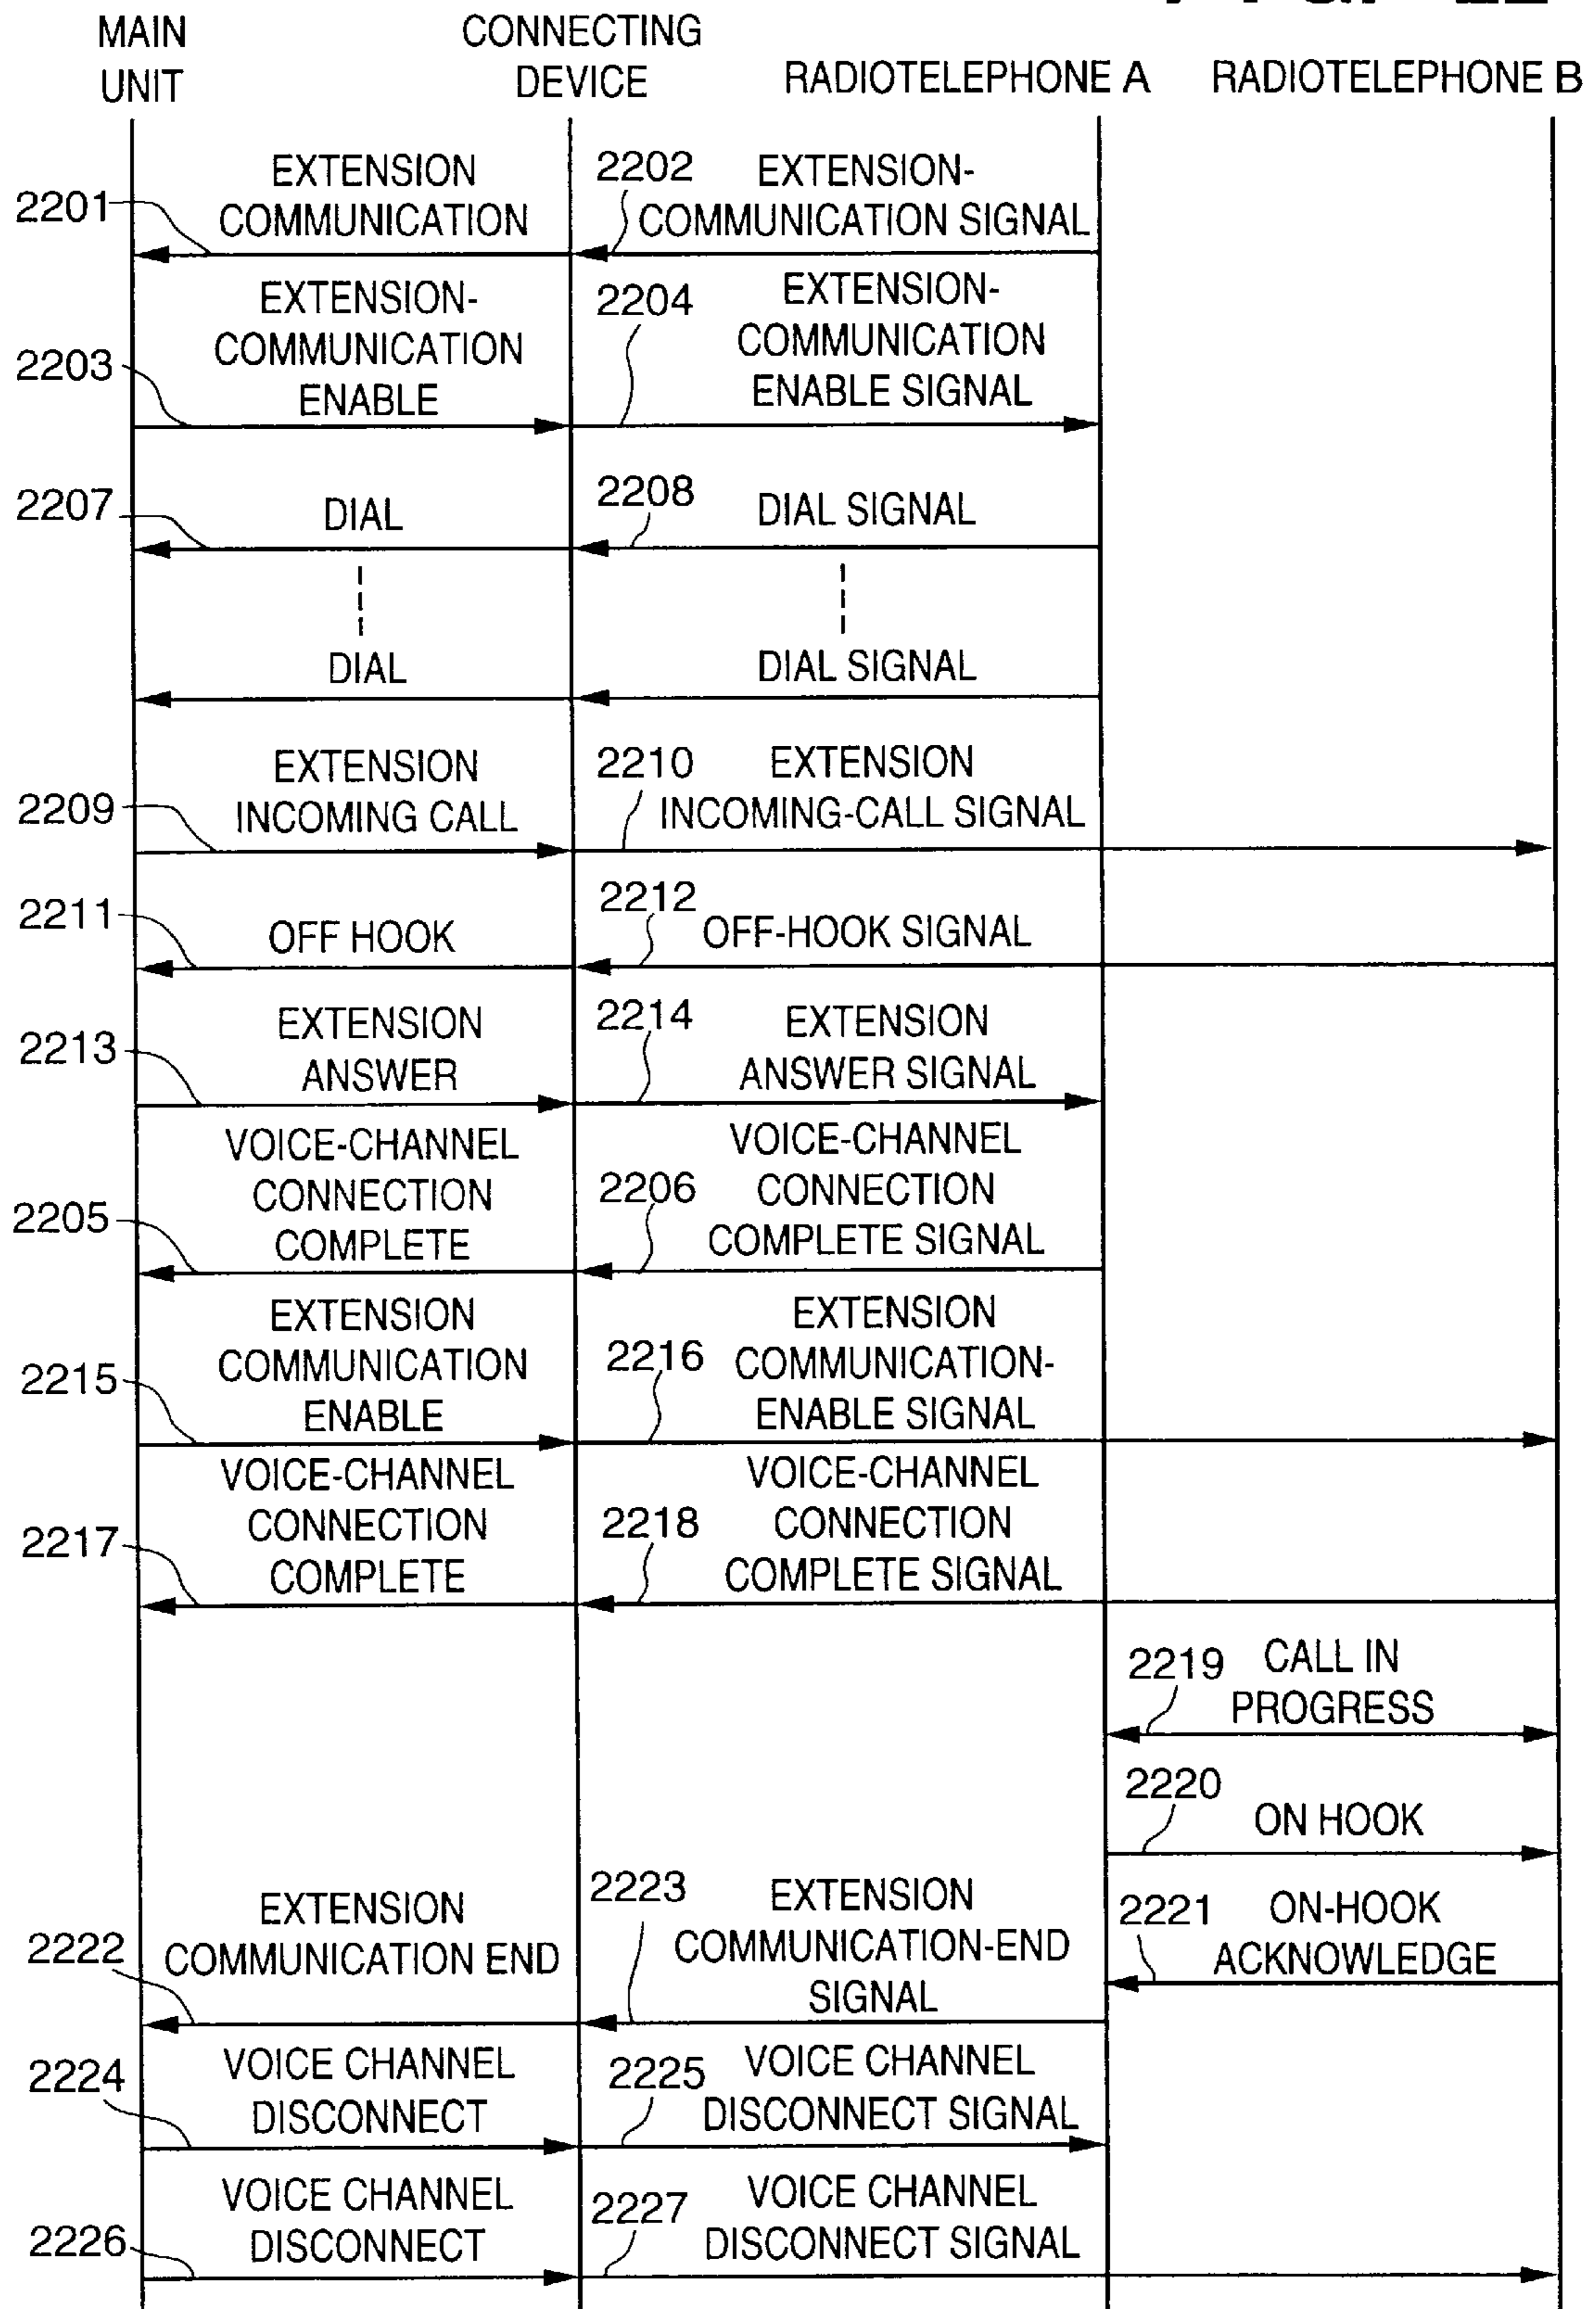 MAIN UNIT
CONNECTING DEVICE
RADIOTELEPHONE A
RADIOTELEPHONE B
2201
EXTENSION
COMMUNICATION
2202
EXTENSION-
COMMUNICATION SIGNAL
2203
EXTENSION-
COMMUNICATION
ENABLE
2204
EXTENSION-
COMMUNICATION
ENABLE SIGNAL
2207
DIAL
2208
DIAL SIGNAL
DIAL
DIAL SIGNAL
2209
EXTENSION
INCOMING CALL
2210
EXTENSION
INCOMING-CALL SIGNAL
2211
OFF HOOK
2212
OFF-HOOK SIGNAL
2213
EXTENSION
ANSWER
2214
EXTENSION
ANSWER SIGNAL
2205
VOICE-CHANNEL
CONNECTION
COMPLETE
2206
VOICE-CHANNEL
CONNECTION
COMPLETE SIGNAL
2215
EXTENSION
COMMUNICATION
ENABLE
2216
EXTENSION
COMMUNICATION-
ENABLE SIGNAL
2217
VOICE-CHANNEL
CONNECTION
COMPLETE
2218
VOICE-CHANNEL
CONNECTION
COMPLETE SIGNAL
2219
CALL IN
PROGRESS
2220
ON HOOK
2221
ON-HOOK
ACKNOWLEDGE
2222
EXTENSION
COMMUNICATION END
2223
EXTENSION
COMMUNICATION-END
SIGNAL
2224
VOICE CHANNEL
DISCONNECT
2225
VOICE CHANNEL
DISCONNECT SIGNAL
2226
VOICE CHANNEL
DISCONNECT
2227
VOICE CHANNEL
DISCONNECT SIGNAL